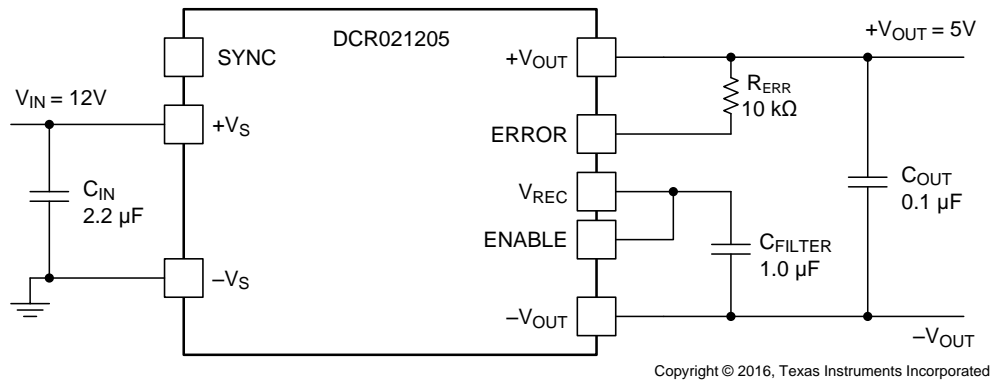 DCR021205
SYNC
+VOUT
+VOUT = 5V
VIN = 12V
RERR
10 kΩ
+VS
ERROR
CIN
2.2 µF
VREC
COUT
0.1 µF
ENABLE
CFILTER
1.0 µF
–VS
–VOUT
–VOUT
Copyright © 2016, Texas Instruments Incorporated